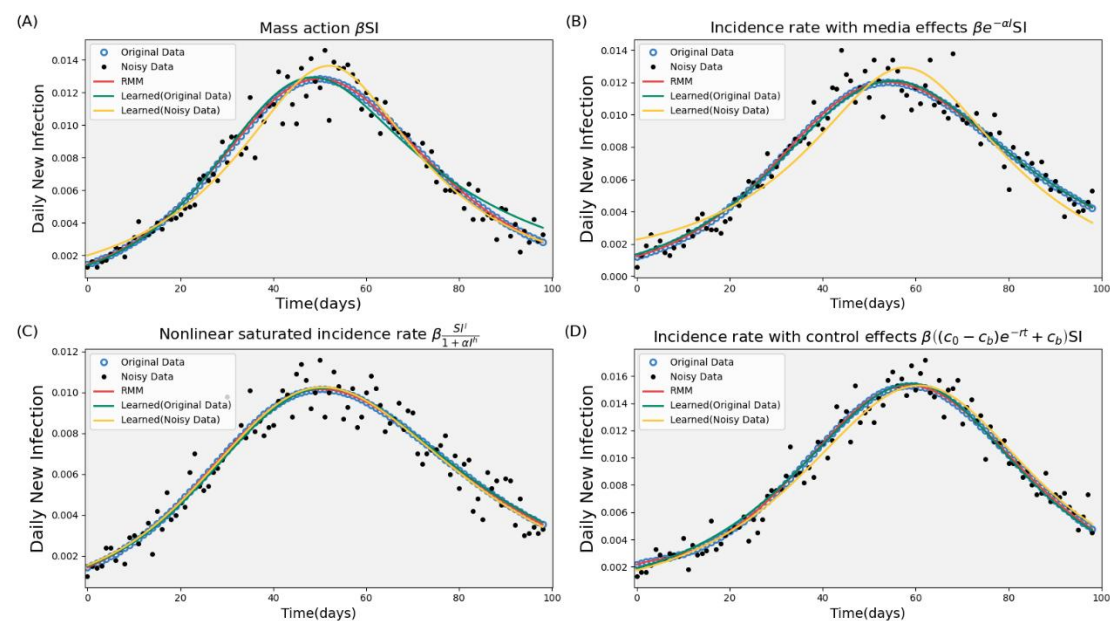 (A)
Mass action βSI
Original Data
Noisy Data
RMM
Learned(Original Data)
Learned(Noisy Data)
Daily New Infection
0.014
0.012
0.010
0.008
0.006
0.004
0.002
0 20 40 60 80 100
Time(days)
(B)
Incidence rate with media effects βe^{-αI}SI
Original Data
Noisy Data
RMM
Learned(Original Data)
Learned(Noisy Data)
Daily New Infection
0.014
0.012
0.010
0.008
0.006
0.004
0.002
0.000
0 20 40 60 80 100
Time(days)
(C)
Nonlinear saturated incidence rate β\frac{SI^l}{1+αI^h}
Original Data
Noisy Data
RMM
Learned(Original Data)
Learned(Noisy Data)
Daily New Infection
0.012
0.010
0.008
0.006
0.004
0.002
0 20 40 60 80 100
Time(days)
(D)
Incidence rate with control effects β((c₀ − c_b)e^{−rt} + c_b)SI
Original Data
Noisy Data
RMM
Learned(Original Data)
Learned(Noisy Data)
Daily New Infection
0.016
0.014
0.012
0.010
0.008
0.006
0.004
0.002
0 20 40 60 80 100
Time(days)